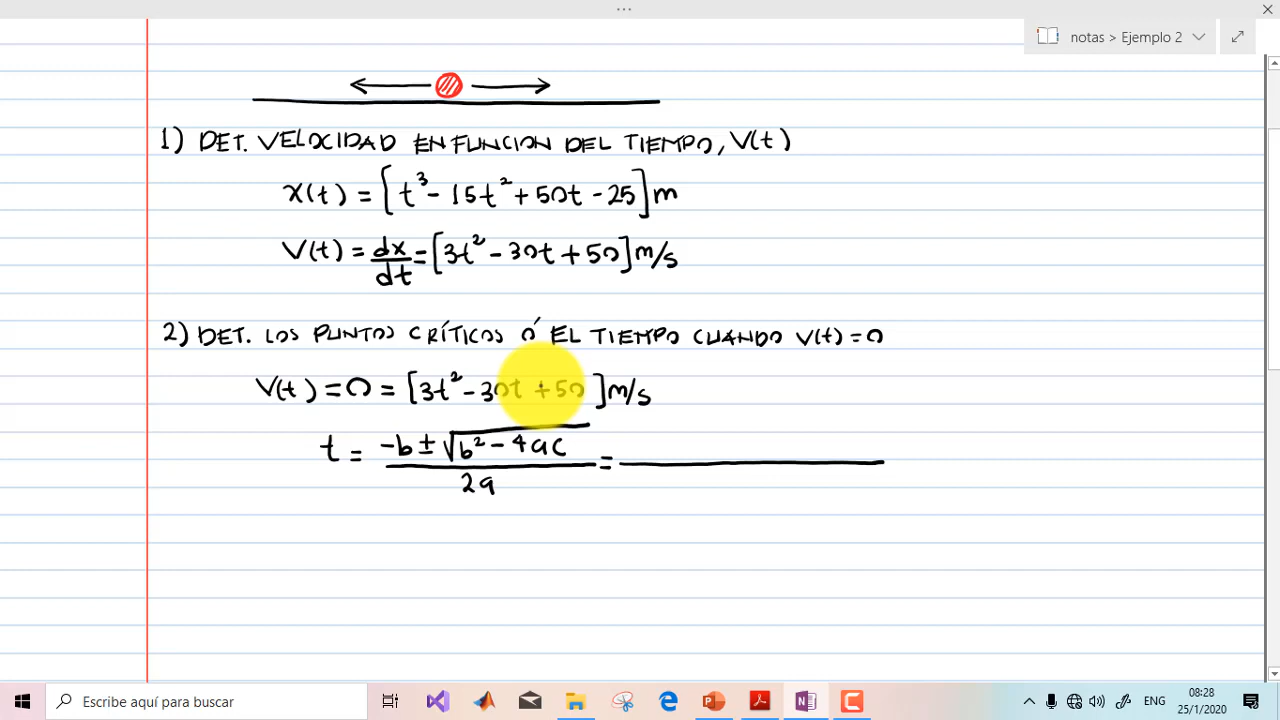 notas > Ejemplo 2
1) DET. VELOCIDAD EN FUNCION DEL TIEMPO, V(t)
x(t) = [t³ - 15t² + 50t - 25] m
V(t) = dx/dt = [3t² - 30t + 50] m/s
2) DET. LOS PUNTOS CRÍTICOS Ó EL TIEMPO CUANDO V(t) = 0
V(t) = 0 = [3t² - 30t + 50] m/s
t = (-b ± √(b² - 4ac)) / 2a =
Escribe aquí para buscar
ENG
08:28
25/1/2020